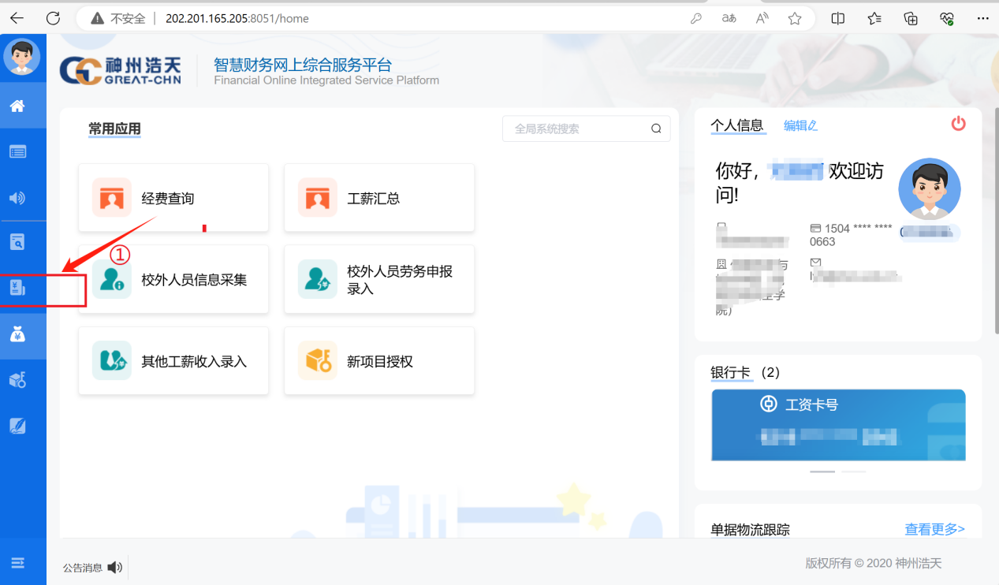 不安全 202.201.165.205:8051/home
神州浩天
GREAT-CHN
智慧财务网上综合服务平台
Financial Online Integrated Service Platform
常用应用
全局系统搜索
经费查询
工薪汇总
①
校外人员信息采集
校外人员劳务申报
录入
其他工薪收入录入
新项目授权
个人信息 编辑
你好, 欢迎访
问!
1504 **** ****
0663
与
学
院)
银行卡 (2)
工资卡号
单据物流跟踪 查看更多>
公告消息
版权所有 © 2020 神州浩天